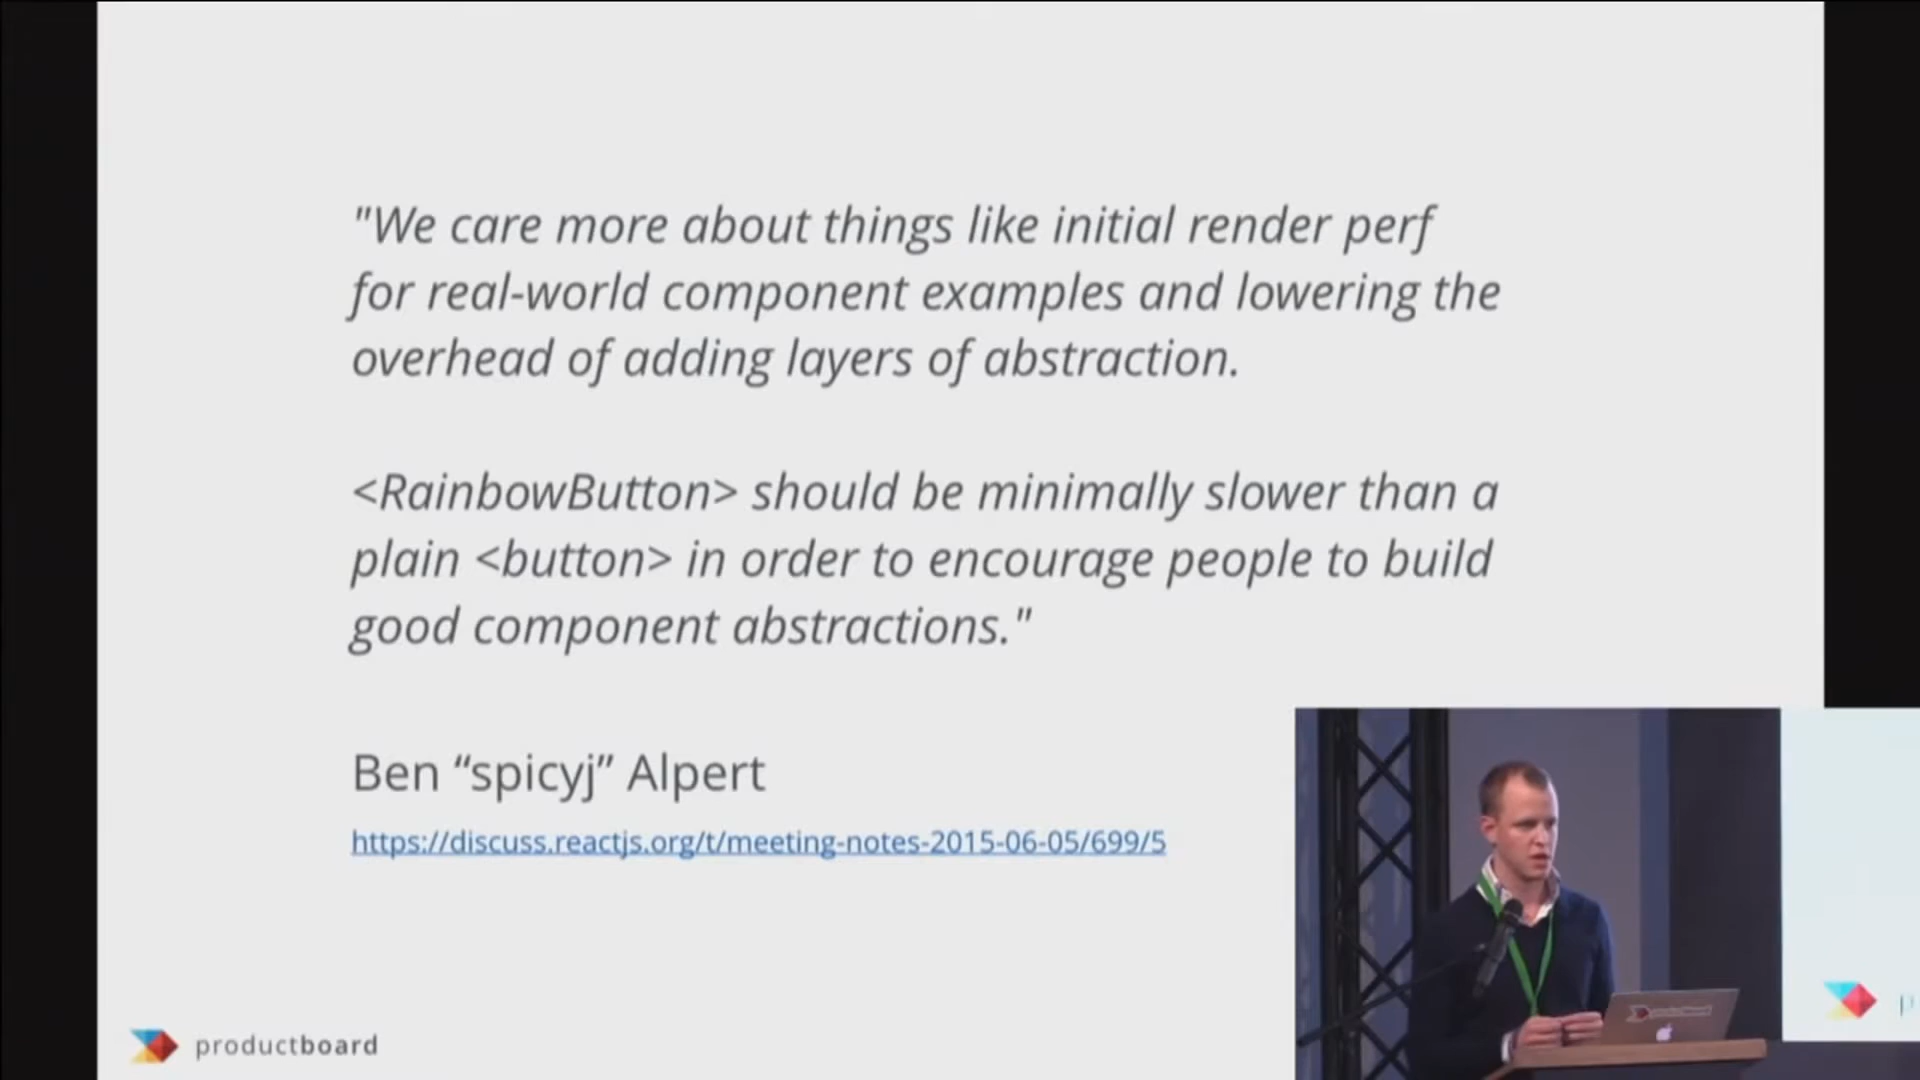 "We care more about things like initial render perf
for real-world component examples and lowering the
overhead of adding layers of abstraction.
<RainbowButton> should be minimally slower than a
plain <button> in order to encourage people to build
good component abstractions."
Ben “spicyj” Alpert
https://discuss.reactjs.org/t/meeting-notes-2015-06-05/699/5
productboard